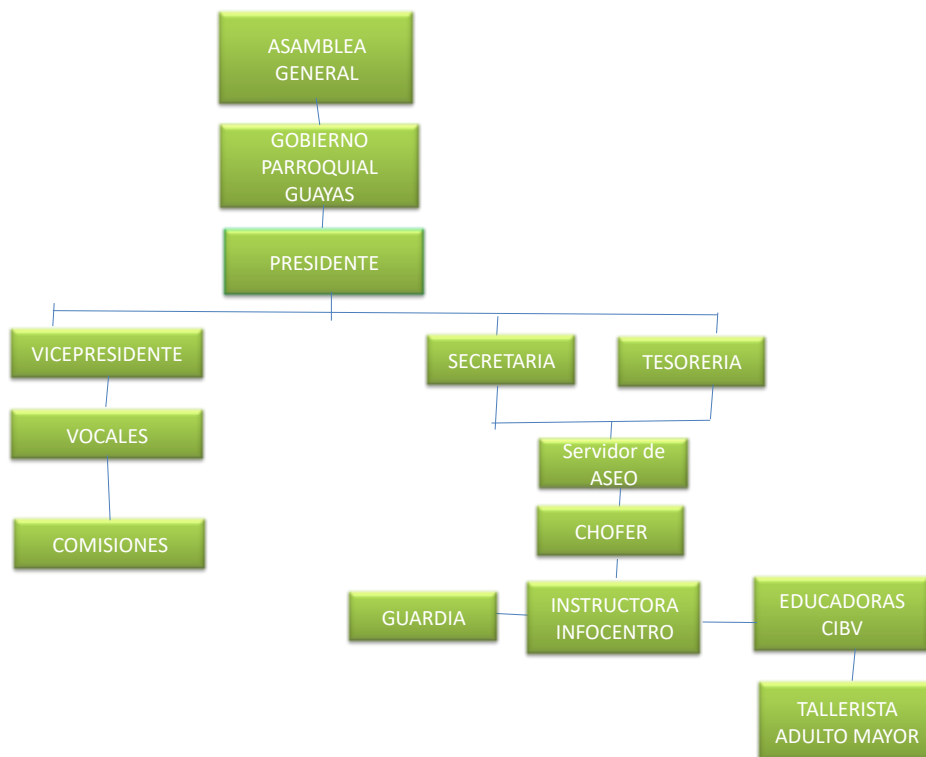 ASAMBLEA
GENERAL
GOBIERNO
PARROQUIAL
GUAYAS
PRESIDENTE
VICEPRESIDENTE
SECRETARIA
TESORERIA
VOCALES
Servidor de
ASEO
COMISIONES
CHOFER
GUARDIA
INSTRUCTORA
INFOCENTRO
EDUCADORAS
CIBV
TALLERISTA
ADULTO MAYOR